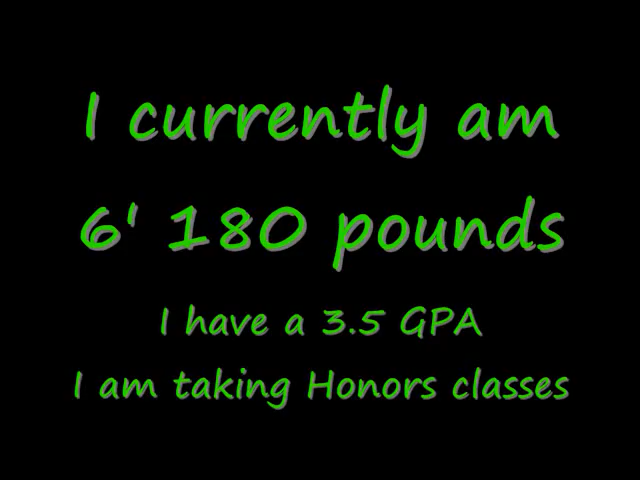 I currently am
6' 180 pounds
I have a 3.5 GPA
I am taking Honors classes